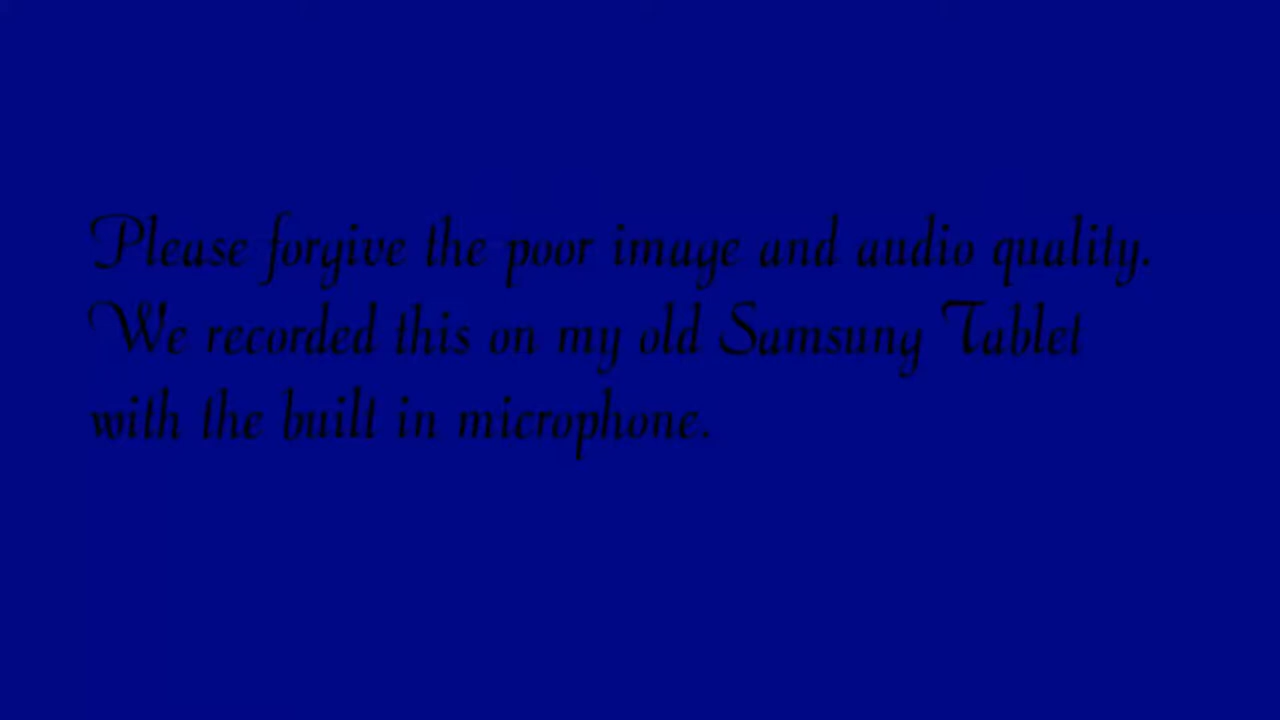 Please forgive the poor image and audio quality.
We recorded this on my old Samsung Tablet
with the built in microphone.